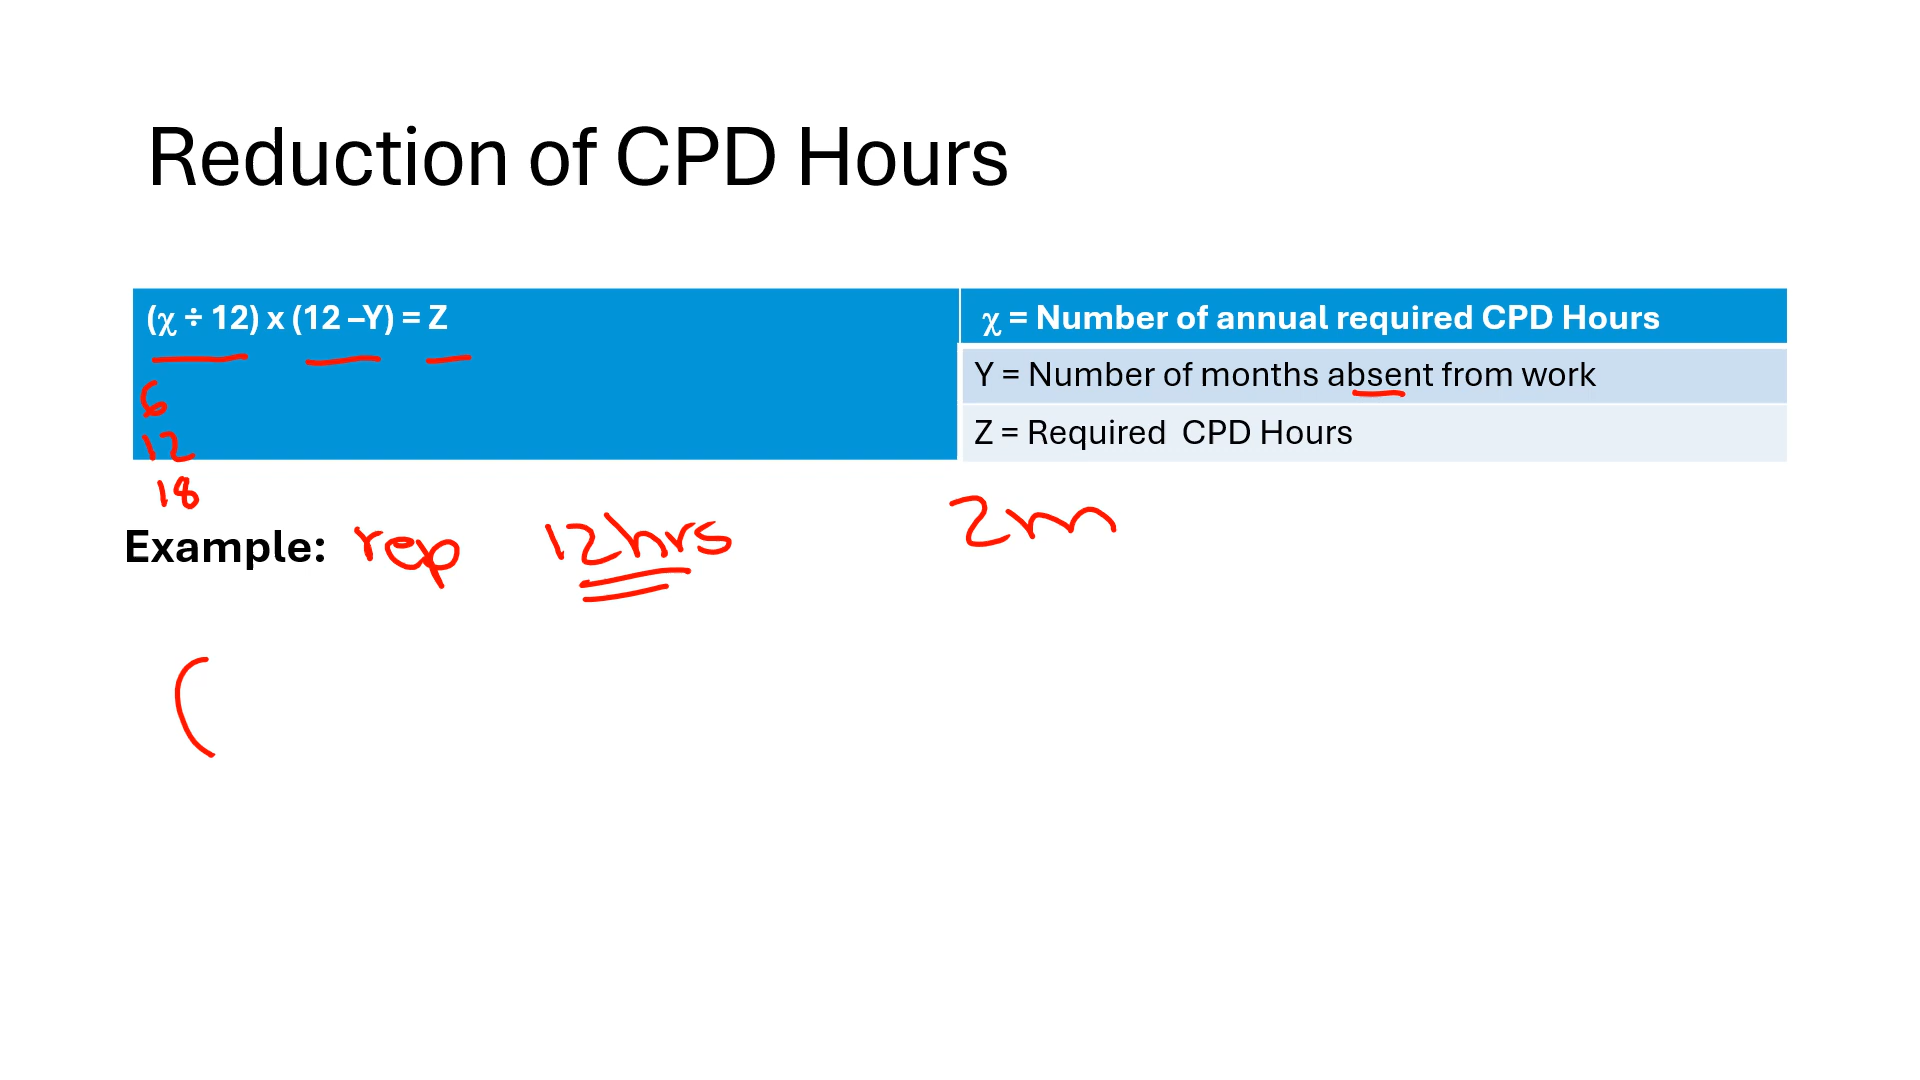 Reduction of CPD Hours
(χ ÷ 12) x (12 –Y) = Z
χ = Number of annual required CPD Hours
Y = Number of months absent from work
Z = Required CPD Hours
6
12
18
Example: rep 12hrs 2m
(